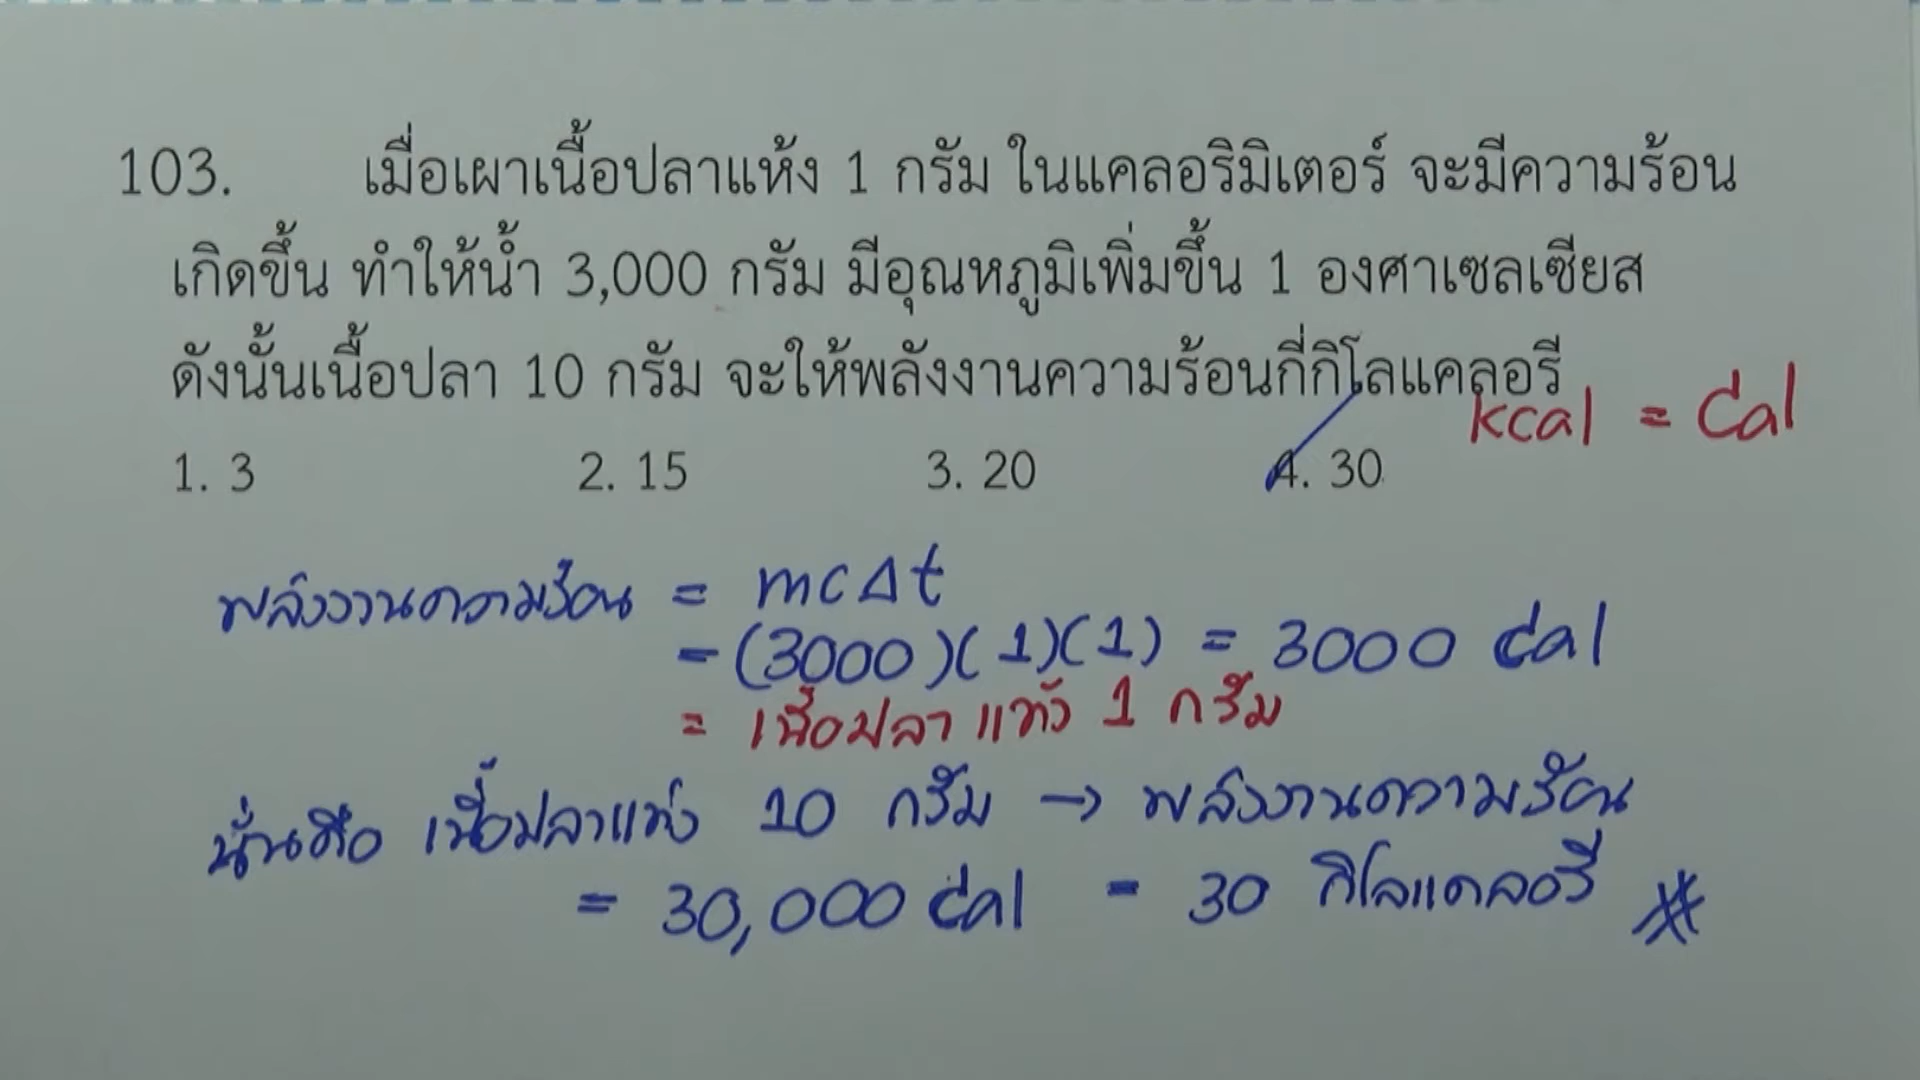 103. เมื่อเผาเนื้อปลาแห้ง 1 กรัม ในแคลอริมิเตอร์ จะมีความร้อน
เกิดขึ้น ทำให้น้ำ 3,000 กรัม มีอุณหภูมิเพิ่มขึ้น 1 องศาเซลเซียส
ดังนั้นเนื้อปลา 10 กรัม จะให้พลังงานความร้อนกี่กิโลแคลอรี
kcal = Cal
1. 3 2. 15 3. 20 4. 30
พลังงานความร้อน = mcΔt
= (3000)(1)(1) = 3000 cal
= เนื้อปลาแห้ง 1 กรัม
นั่นคือ เนื้อปลาแห้ง 10 กรัม → พลังงานความร้อน
= 30,000 cal = 30 กิโลแคลอรี